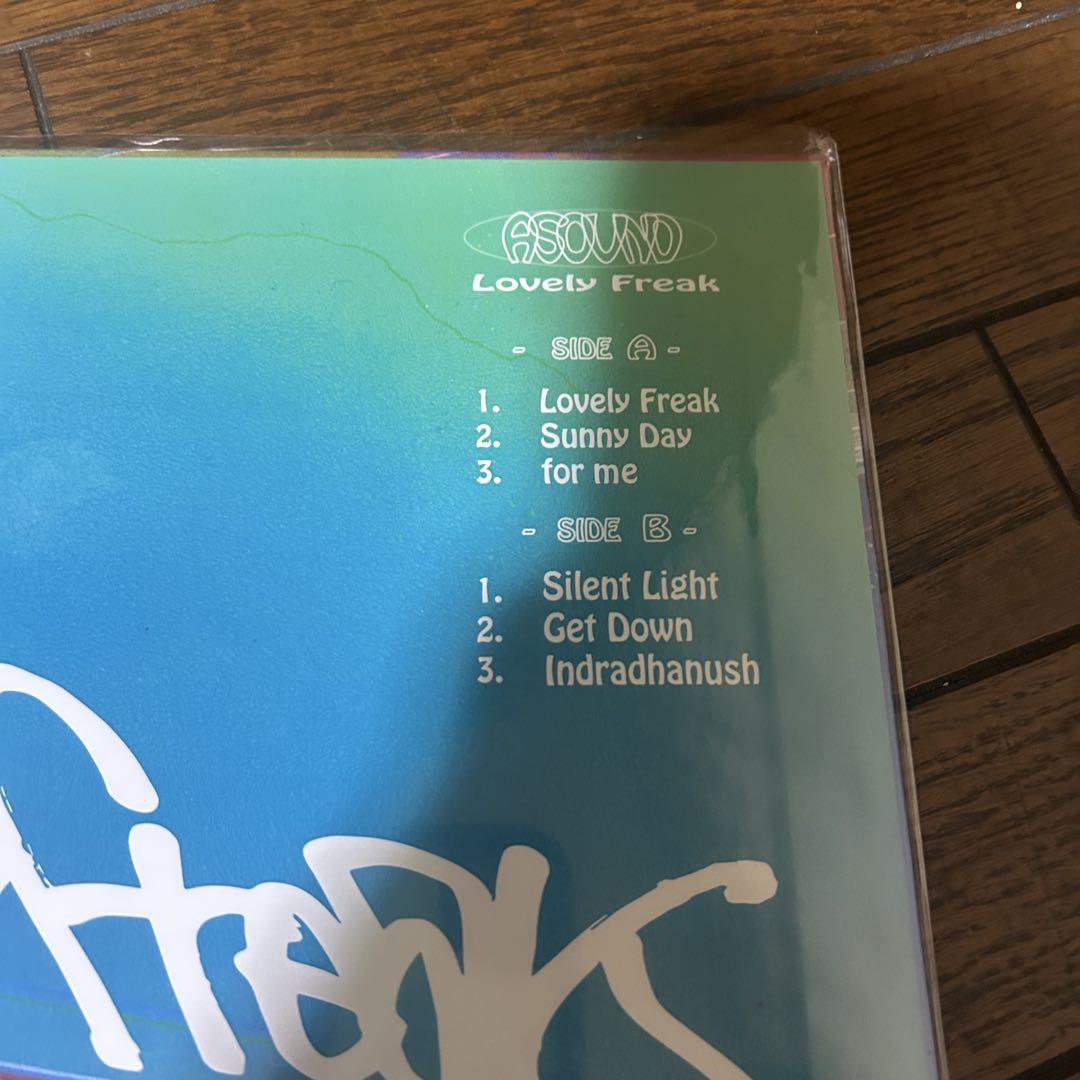 ASOUND
Lovely Freak
- SIDE A -
1. Lovely Freak
2. Sunny Day
3. for me
- SIDE B -
1. Silent Light
2. Get Down
3. Indradhanush
Freak